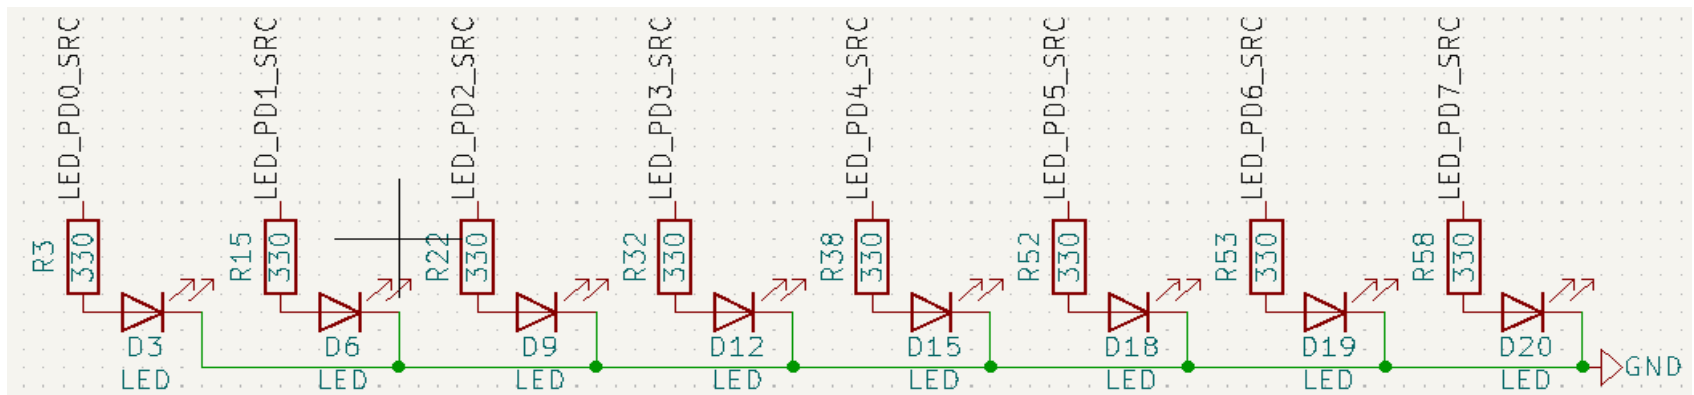 LED_PD0_SRC
LED_PD1_SRC
LED_PD2_SRC
LED_PD3_SRC
LED_PD4_SRC
LED_PD5_SRC
LED_PD6_SRC
LED_PD7_SRC
R3
330
R15
330
R22
330
R32
330
R38
330
R52
330
R53
330
R58
330
D3
D6
D9
D12
D15
D18
D19
D20
GND
LED
LED
LED
LED
LED
LED
LED
LED